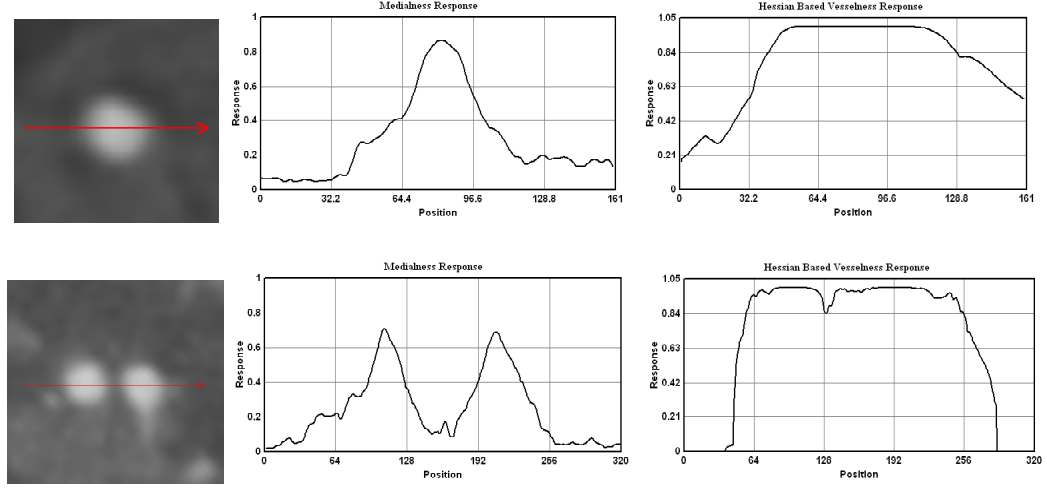 Medialness Response
1
0.8
0.6
0.4
0.2
0
Response
0 32.2 64.4 96.6 128.8 161
Position
Hessian Based Vesselness Response
1.05
0.84
0.63
0.42
0.21
0
Response
0 32.2 64.4 96.6 128.8 161
Position
Medialness Response
1
0.8
0.6
0.4
0.2
0
Response
0 64 128 192 256 320
Position
Hessian Based Vesselness Response
1.05
0.84
0.63
0.42
0.21
0
Response
0 64 128 192 256 320
Position